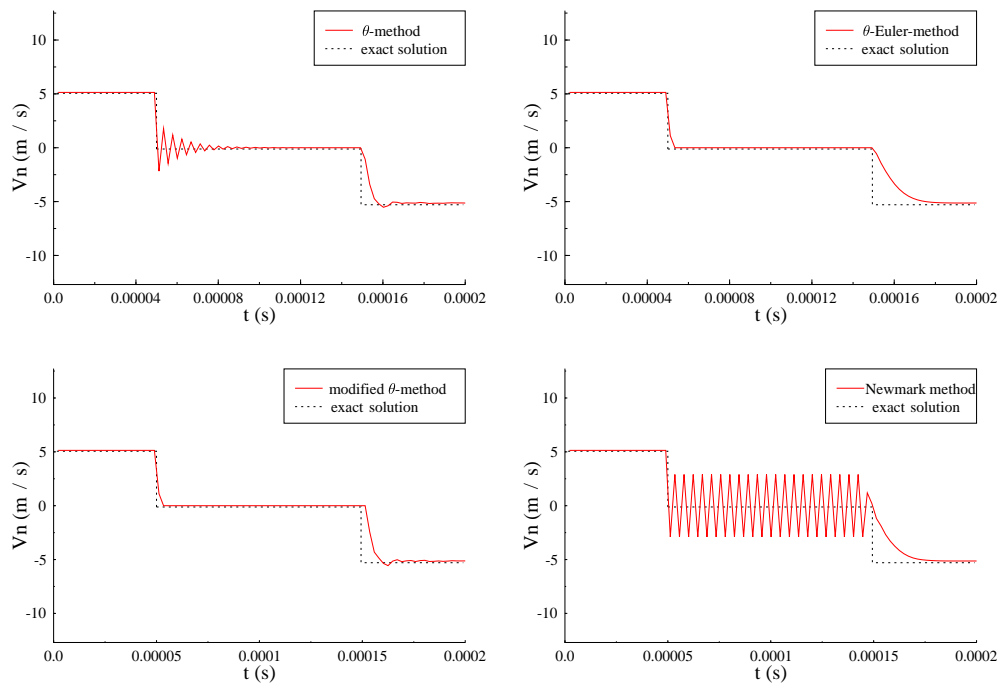 θ-method
exact solution
10
5
0
-5
-10
Vn (m / s)
0.0
0.00004
0.00008
0.00012
0.00016
0.0002
t (s)
θ-Euler-method
exact solution
10
5
0
-5
-10
Vn (m / s)
0.0
0.00004
0.00008
0.00012
0.00016
0.0002
t (s)
modified θ-method
exact solution
10
5
0
-5
-10
Vn (m / s)
0.0
0.00005
0.0001
0.00015
0.0002
t (s)
Newmark method
exact solution
10
5
0
-5
-10
Vn (m / s)
0.0
0.00005
0.0001
0.00015
0.0002
t (s)